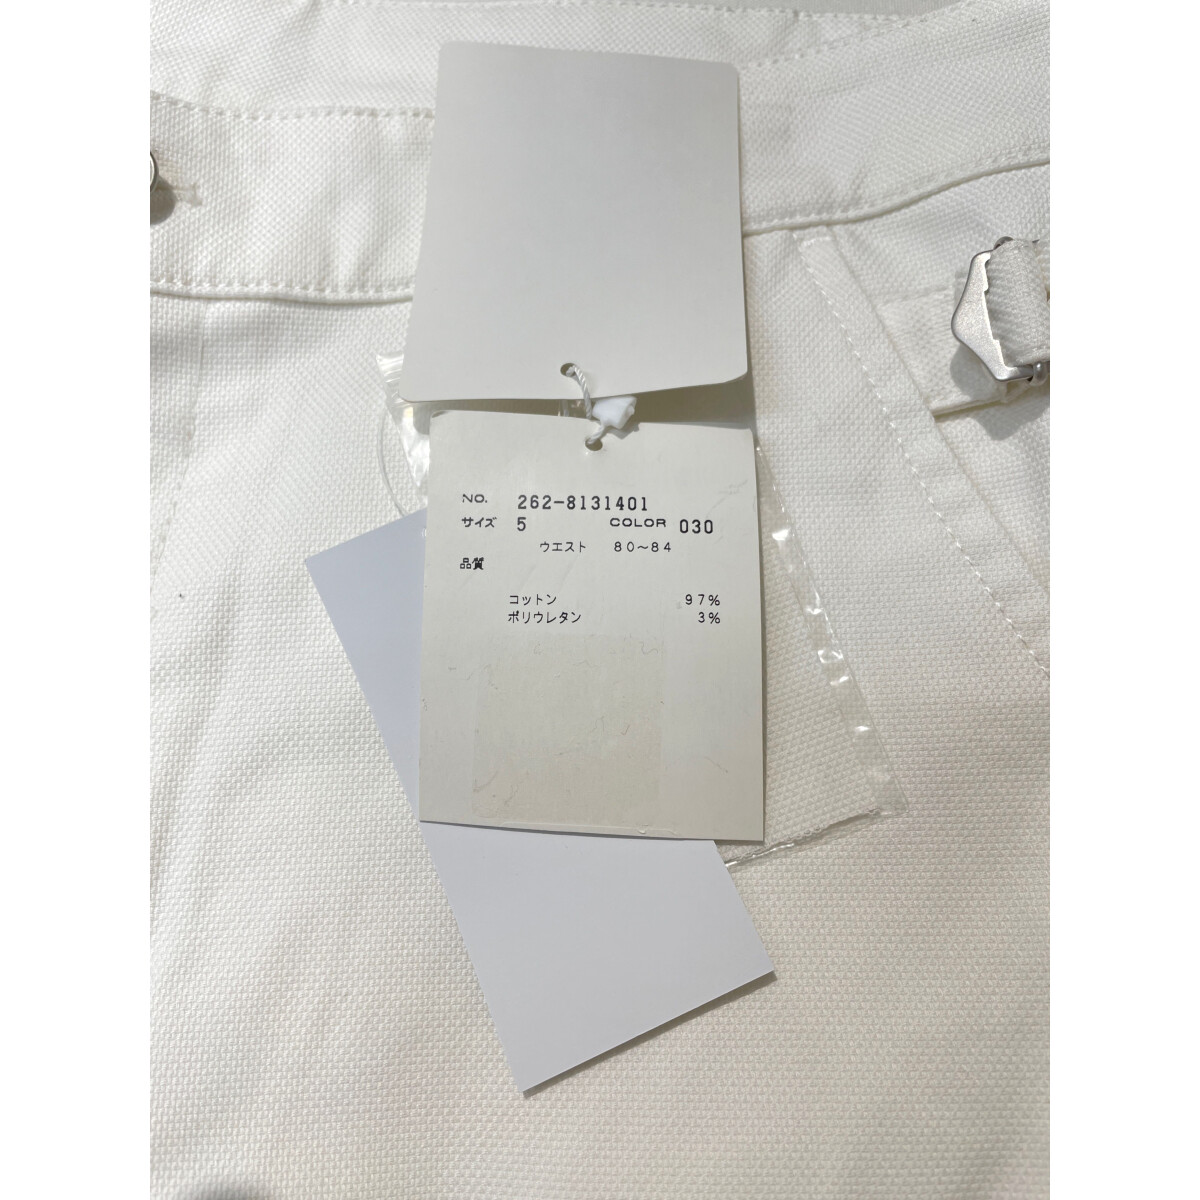 NO. 262-8131401
サイズ 5 COLOR 030
ウエスト 80~84
品質
コットン 97%
ポリウレタン 3%